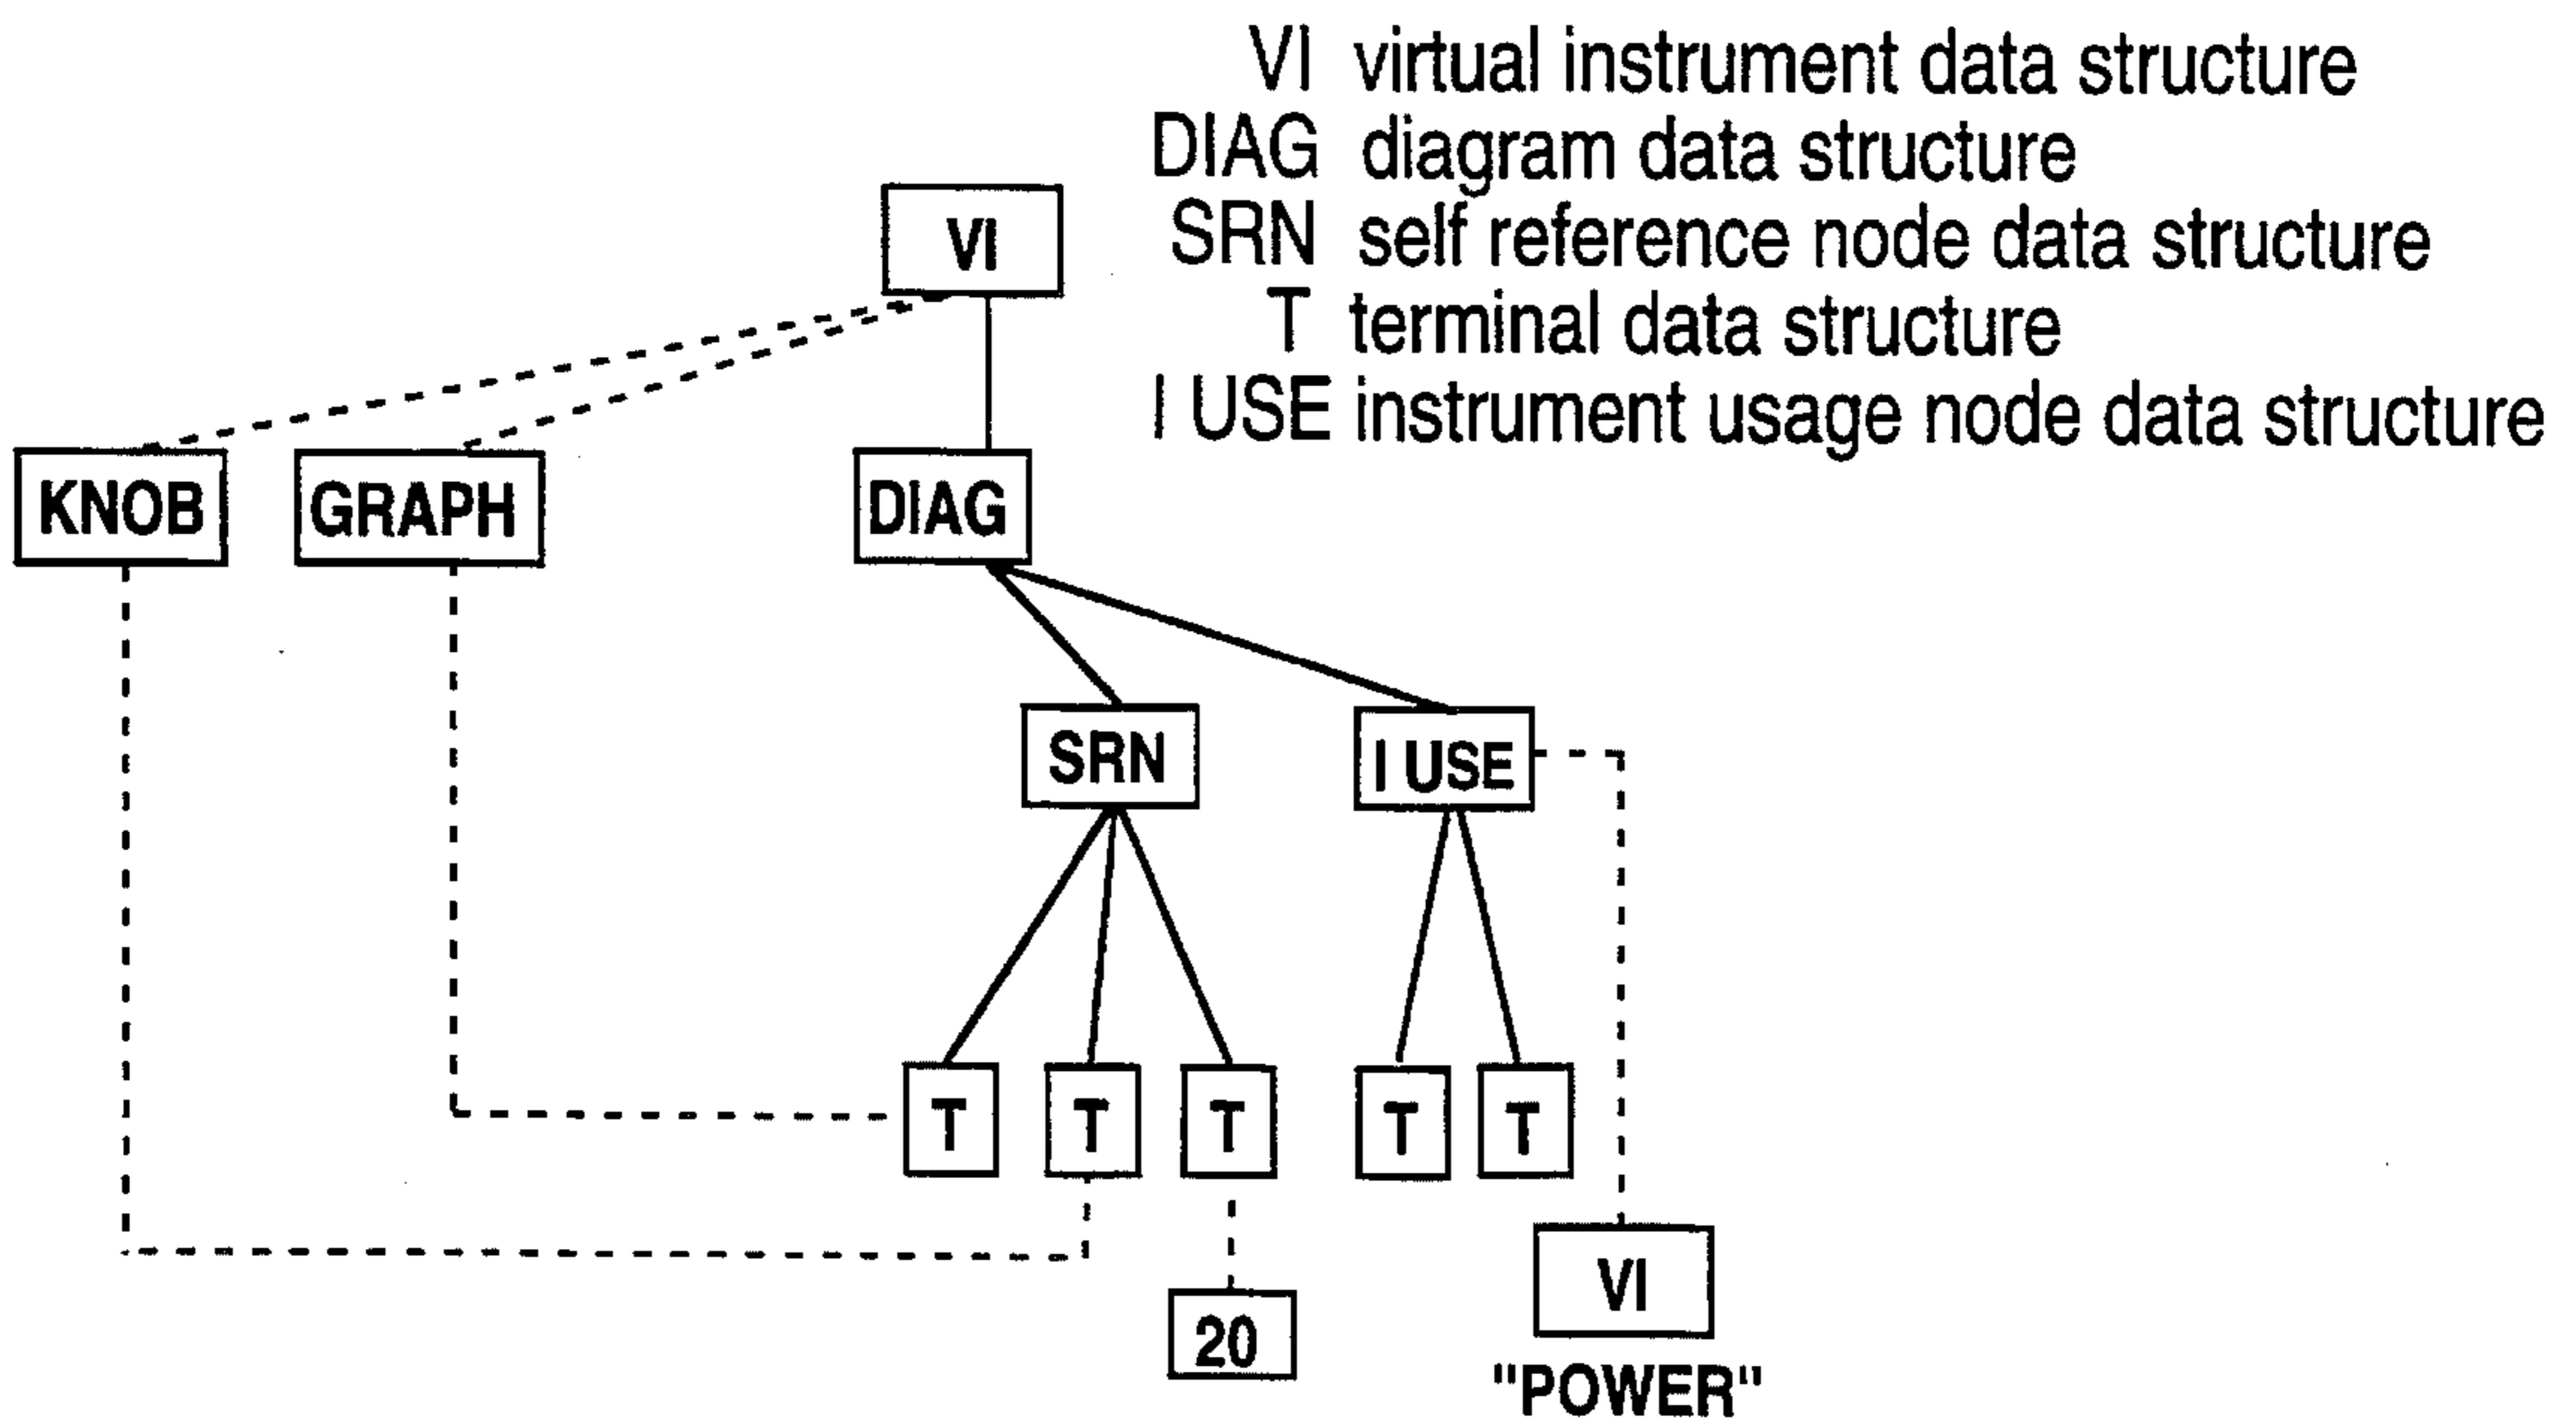 VI virtual instrument data structure
DIAG diagram data structure
SRN self reference node data structure
T terminal data structure
I USE instrument usage node data structure
VI
KNOB GRAPH DIAG
SRN I USE
T T T T T
VI
20
"POWER"